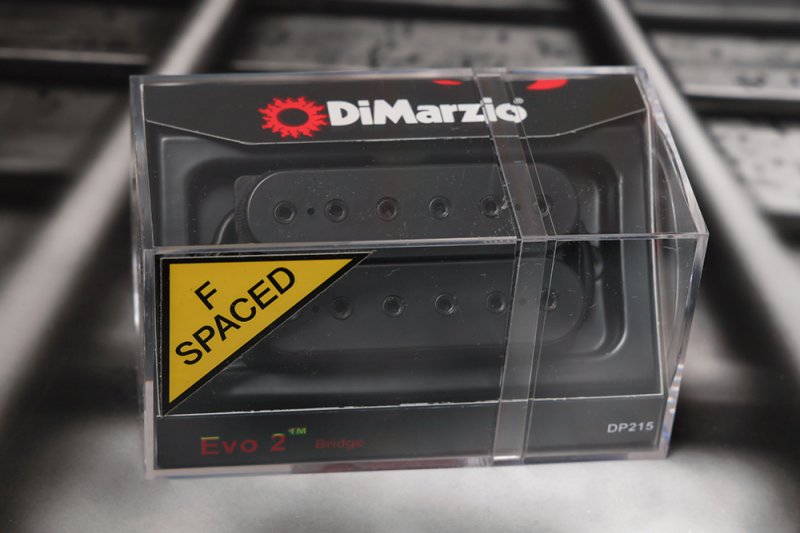 DiMarzio®
F
SPACED
Evo 2™ Bridge
DP215